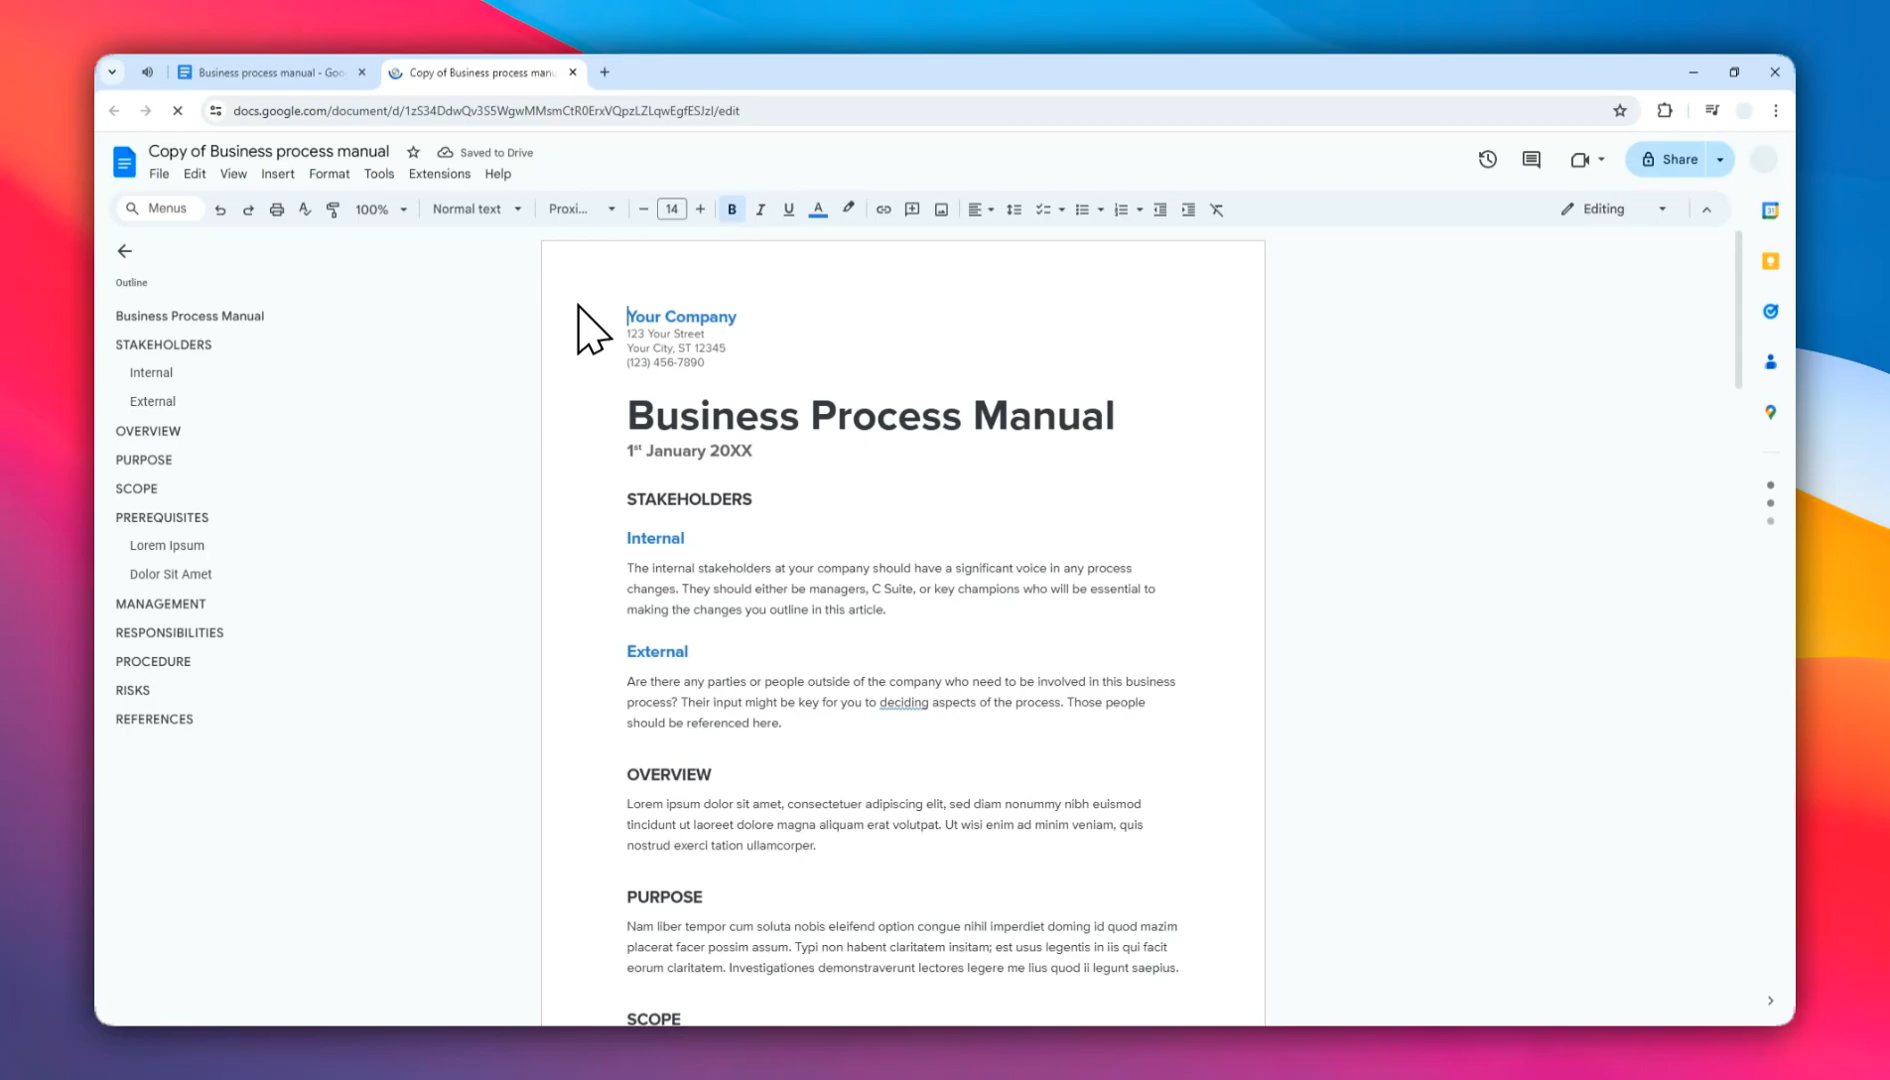 Business process manual - Goo
Copy of Business process manu
docs.google.com/document/d/1zS34DdwQv3S5WgwMMsmCtR0ErxVQpzLZLqwEgfESJzI/edit
Copy of Business process manual
Saved to Drive
File Edit View Insert Format Tools Extensions Help
Share
Menus
100%
Normal text
Proxi...
14
B
I
U
A
Editing
Outline
Business Process Manual
STAKEHOLDERS
Internal
External
OVERVIEW
PURPOSE
SCOPE
PREREQUISITES
Lorem Ipsum
Dolor Sit Amet
MANAGEMENT
RESPONSIBILITIES
PROCEDURE
RISKS
REFERENCES
Your Company
123 Your Street
Your City, ST 12345
(123) 456-7890
Business Process Manual
1st January 20XX
STAKEHOLDERS
Internal
The internal stakeholders at your company should have a significant voice in any process
changes. They should either be managers, C Suite, or key champions who will be essential to
making the changes you outline in this article.
External
Are there any parties or people outside of the company who need to be involved in this business
process? Their input might be key for you to deciding aspects of the process. Those people
should be referenced here.
OVERVIEW
Lorem ipsum dolor sit amet, consectetuer adipiscing elit, sed diam nonummy nibh euismod
tincidunt ut laoreet dolore magna aliquam erat volutpat. Ut wisi enim ad minim veniam, quis
nostrud exerci tation ullamcorper.
PURPOSE
Nam liber tempor cum soluta nobis eleifend option congue nihil imperdiet doming id quod mazim
placerat facer possim assum. Typi non habent claritatem insitam; est usus legentis in iis qui facit
eorum claritatem. Investigationes demonstraverunt lectores legere me lius quod ii legunt saepius.
SCOPE
31